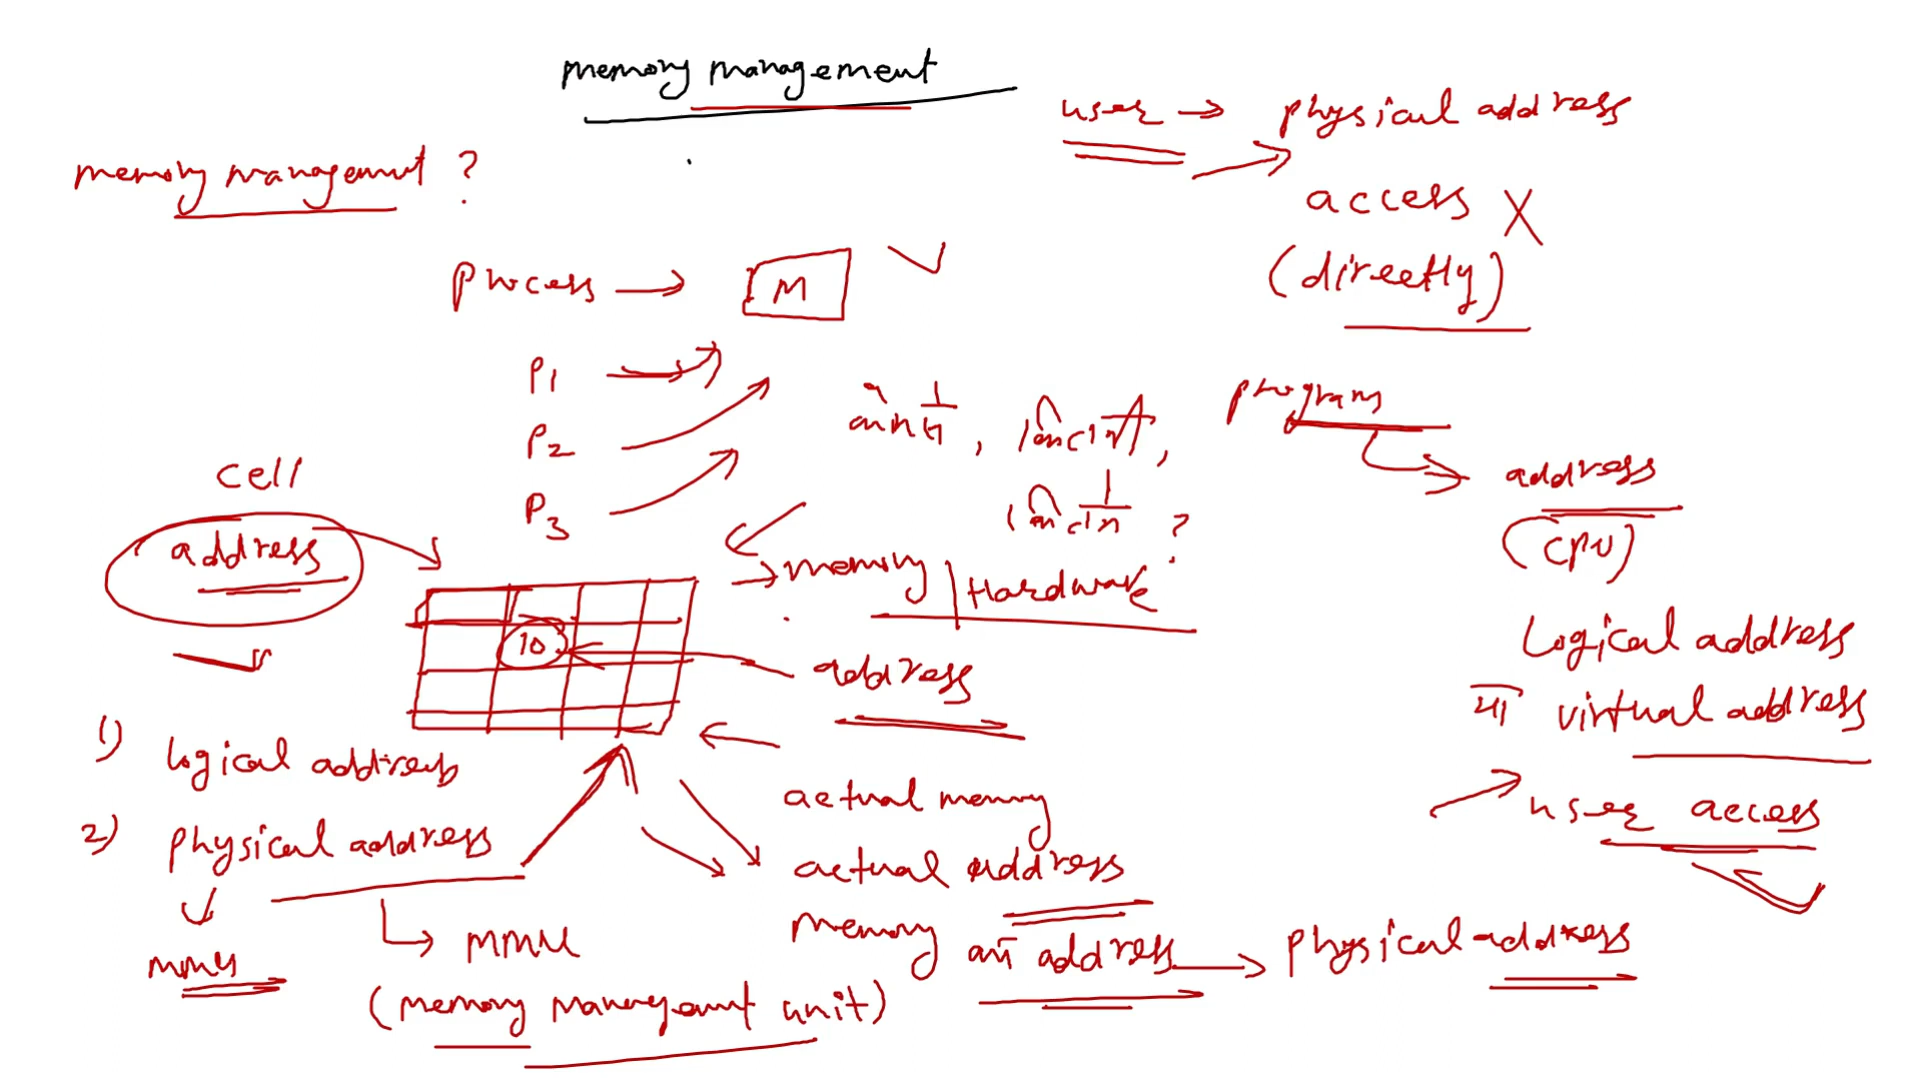 memory management
memory management ?
user → physical address
access X
(directly)
Process → M
P1
P2
P3
program
address
(CPU)
cell
address
memory | Hardware
?
10
address
Logical address
virtual address
user access
1) Logical address
2) Physical address
MMU
MMU
(memory management unit)
actual memory
actual address
memory
address → physical address